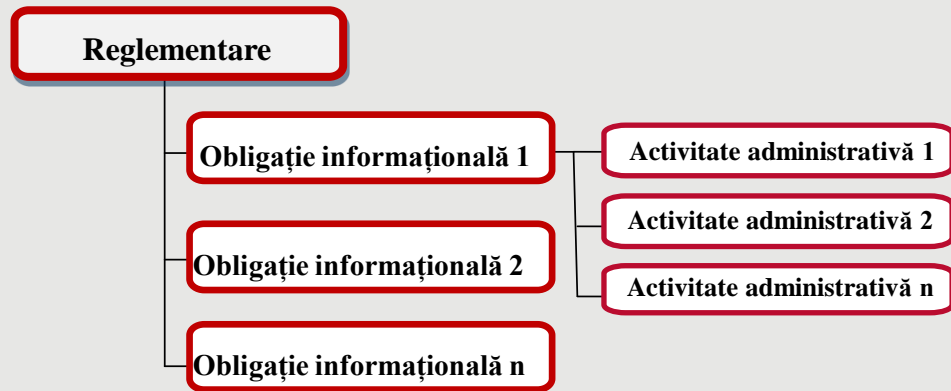 Reglementare
Obligație informațională 1
Activitate administrativă 1
Activitate administrativă 2
Obligație informațională 2
Activitate administrativă n
Obligație informațională n